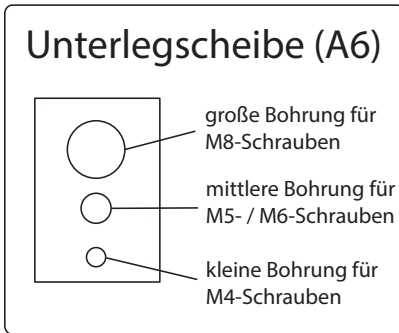 Unterlegscheibe (A6)
große Bohrung für
M8-Schrauben
mittlere Bohrung für
M5- / M6-Schrauben
kleine Bohrung für
M4-Schrauben